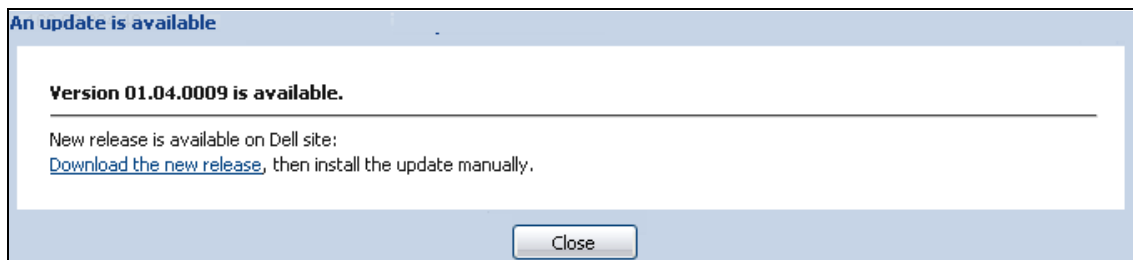 An update is available
Version 01.04.0009 is available.
New release is available on Dell site:
Download the new release, then install the update manually.
Close